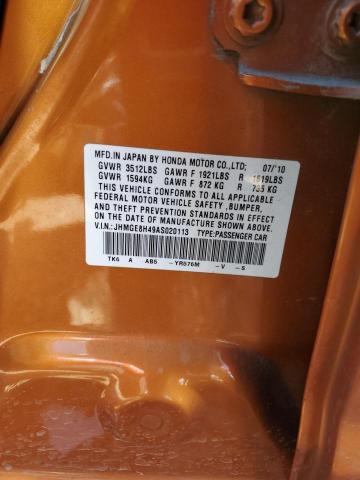 MFD.IN JAPAN BY HONDA MOTOR CO.,LTD; 07/'10
GVWR 3512LBS GAWR F 1921LBS R 1619LBS
GVWR 1594KG GAWR F 872 KG R 735 KG
THIS VEHICLE CONFORMS TO ALL APPLICABLE
FEDERAL MOTOR VEHICLE SAFETY ,BUMPER,
AND THEFT PREVENTION STANDARDS IN EFFECT
ON THE DATE OF MANUFACTURE SHOWN ABOVE.
V.I.N.: JHMGE8H49AS020113 TYPE:PASSENGER CAR
TK6 A AB5 -YR576M -V -S